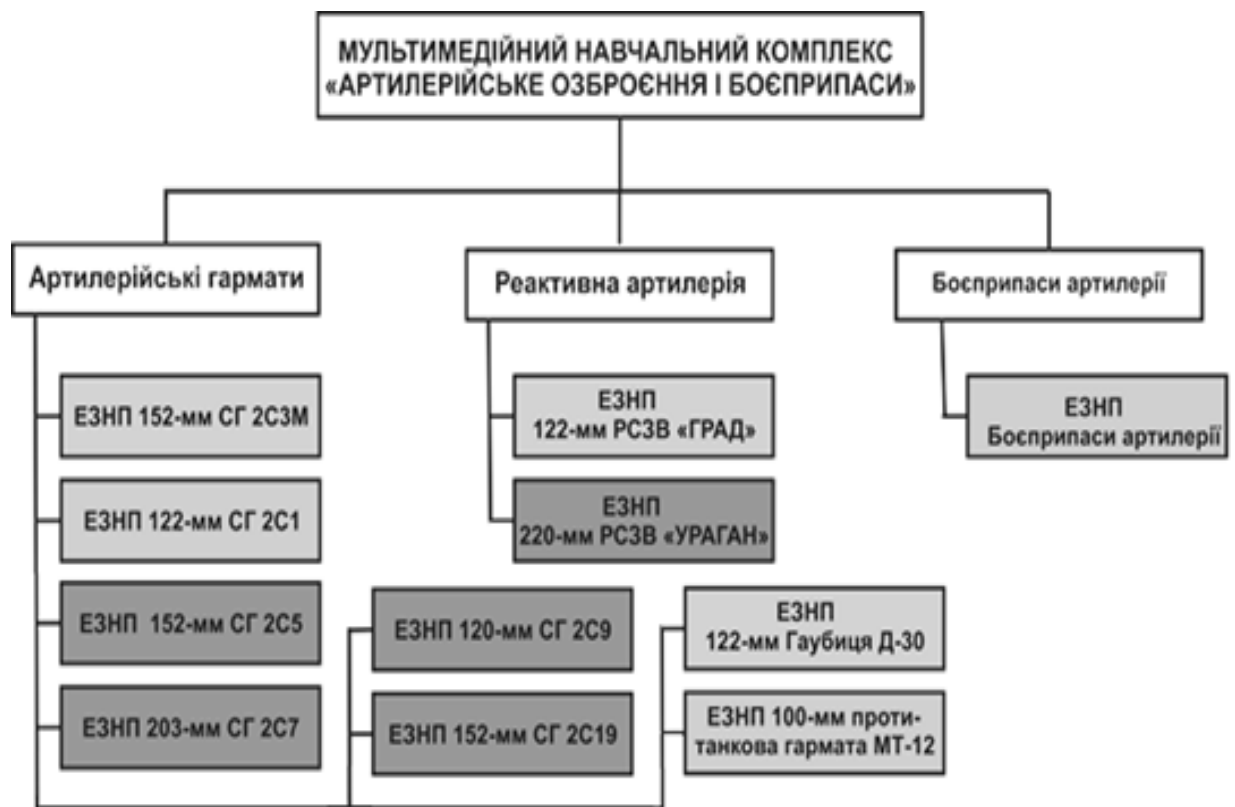 МУЛЬТИМЕДІЙНИЙ НАВЧАЛЬНИЙ КОМПЛЕКС
«АРТИЛЕРІЙСЬКЕ ОЗБРОЄННЯ І БОЄПРИПАСИ»
Артилерійські гармати
Реактивна артилерія
Боєприпаси артилерії
ЕЗНП 152-мм СГ 2С3М
ЕЗНП 122-мм СГ 2С1
ЕЗНП 152-мм СГ 2С5
ЕЗНП 203-мм СГ 2С7
ЕЗНП 120-мм СГ 2С9
ЕЗНП 152-мм СГ 2С19
ЕЗНП
122-мм Гаубиця Д-30
ЕЗНП 100-мм проти-
танкова гармата МТ-12
ЕЗНП
122-мм РСЗВ «ГРАД»
ЕЗНП
220-мм РСЗВ «УРАГАН»
ЕЗНП
Боєприпаси артилерії